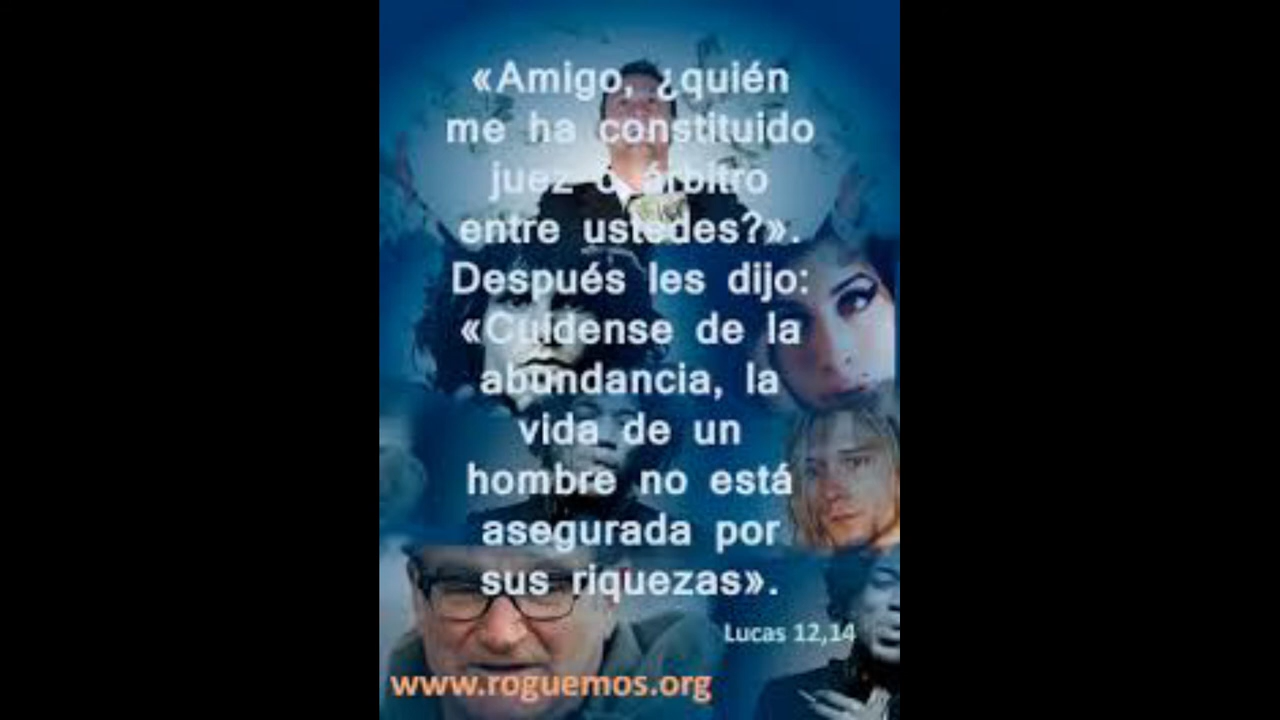 «Amigo, ¿quién
me ha constituido
juez o árbitro
entre ustedes?».
Después les dijo:
«Cuídense de la
abundancia, la
vida de un
hombre no está
asegurada por
sus riquezas».
Lucas 12,14
www.roguemos.org